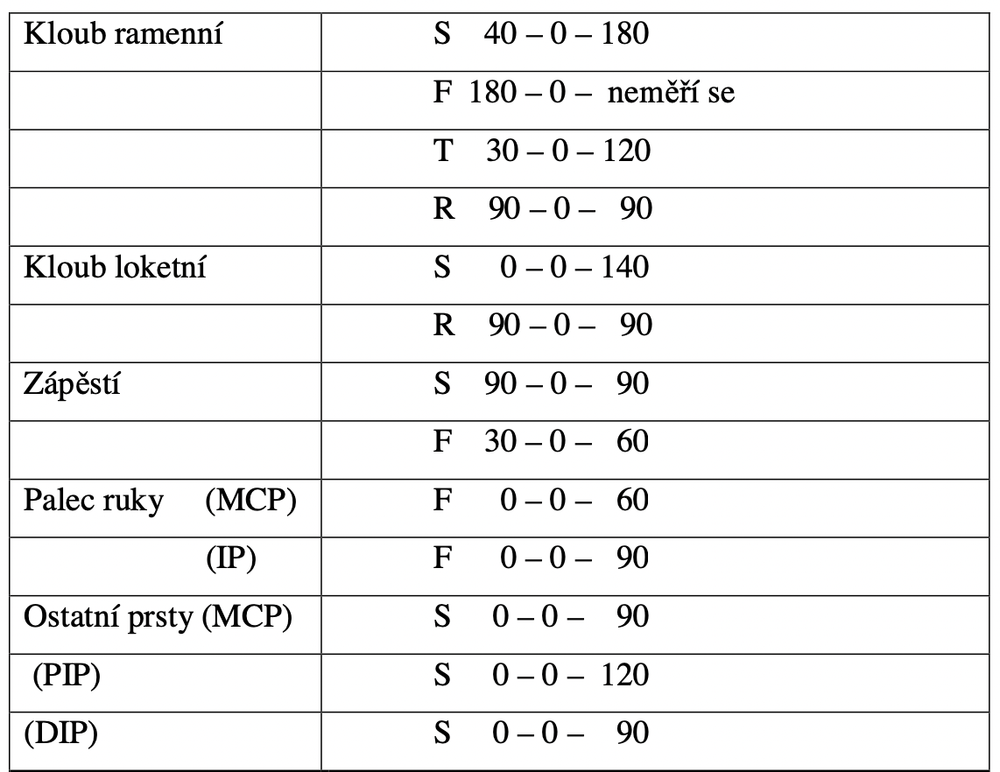 Kloub ramenní S 40 – 0 – 180
F 180 – 0 – neměří se
T 30 – 0 – 120
R 90 – 0 – 90
Kloub loketní S 0 – 0 – 140
R 90 – 0 – 90
Zápěstí S 90 – 0 – 90
F 30 – 0 – 60
Palec ruky (MCP) F 0 – 0 – 60
(IP) F 0 – 0 – 90
Ostatní prsty (MCP) S 0 – 0 – 90
(PIP) S 0 – 0 – 120
(DIP) S 0 – 0 – 90